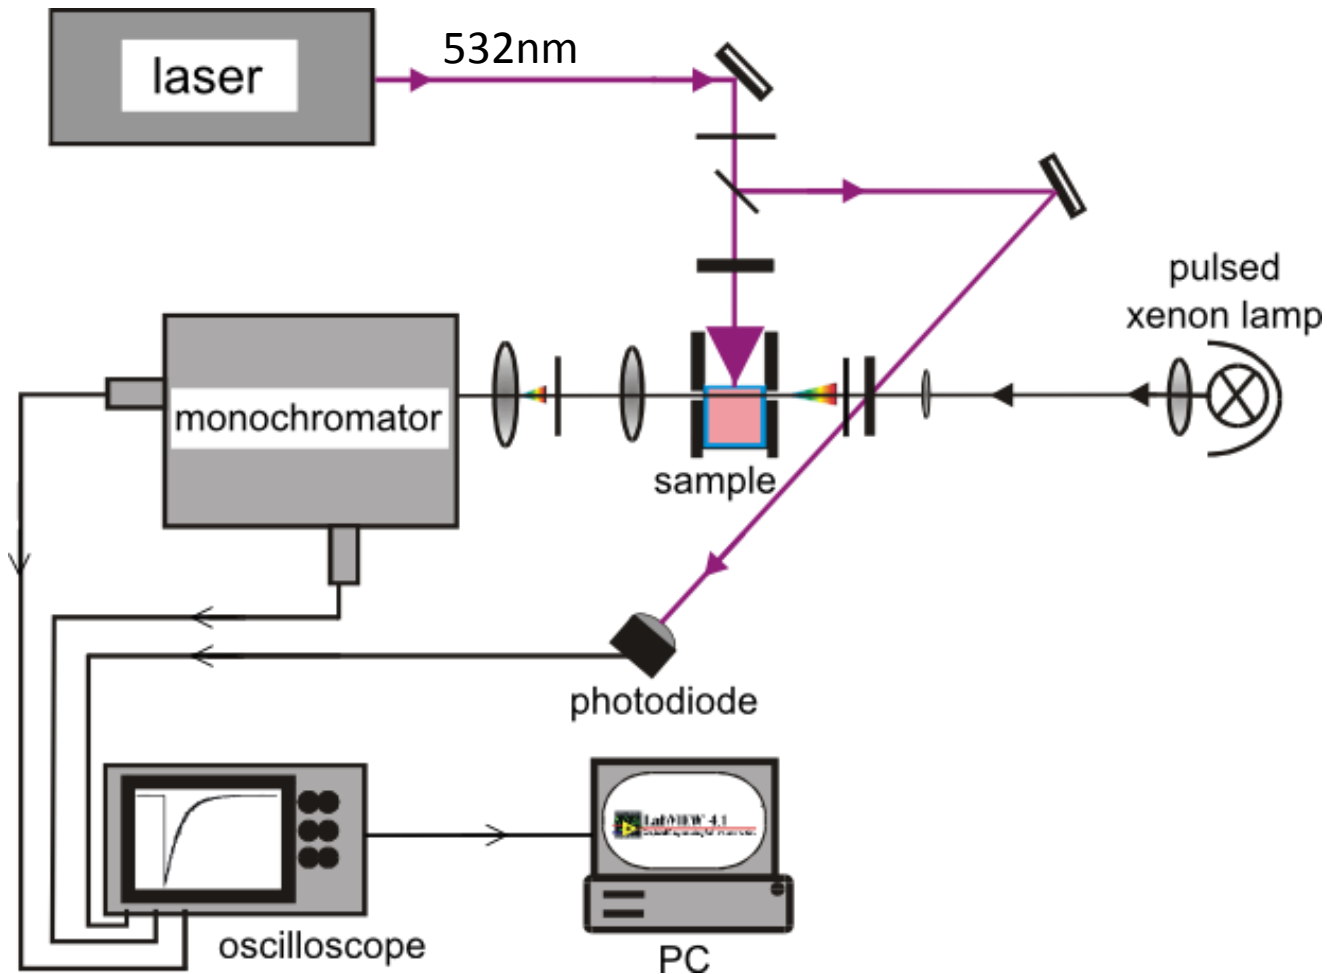 laser
532nm
pulsed
xenon lamp
monochromator
sample
photodiode
LabVIEW 4.1
oscilloscope
PC